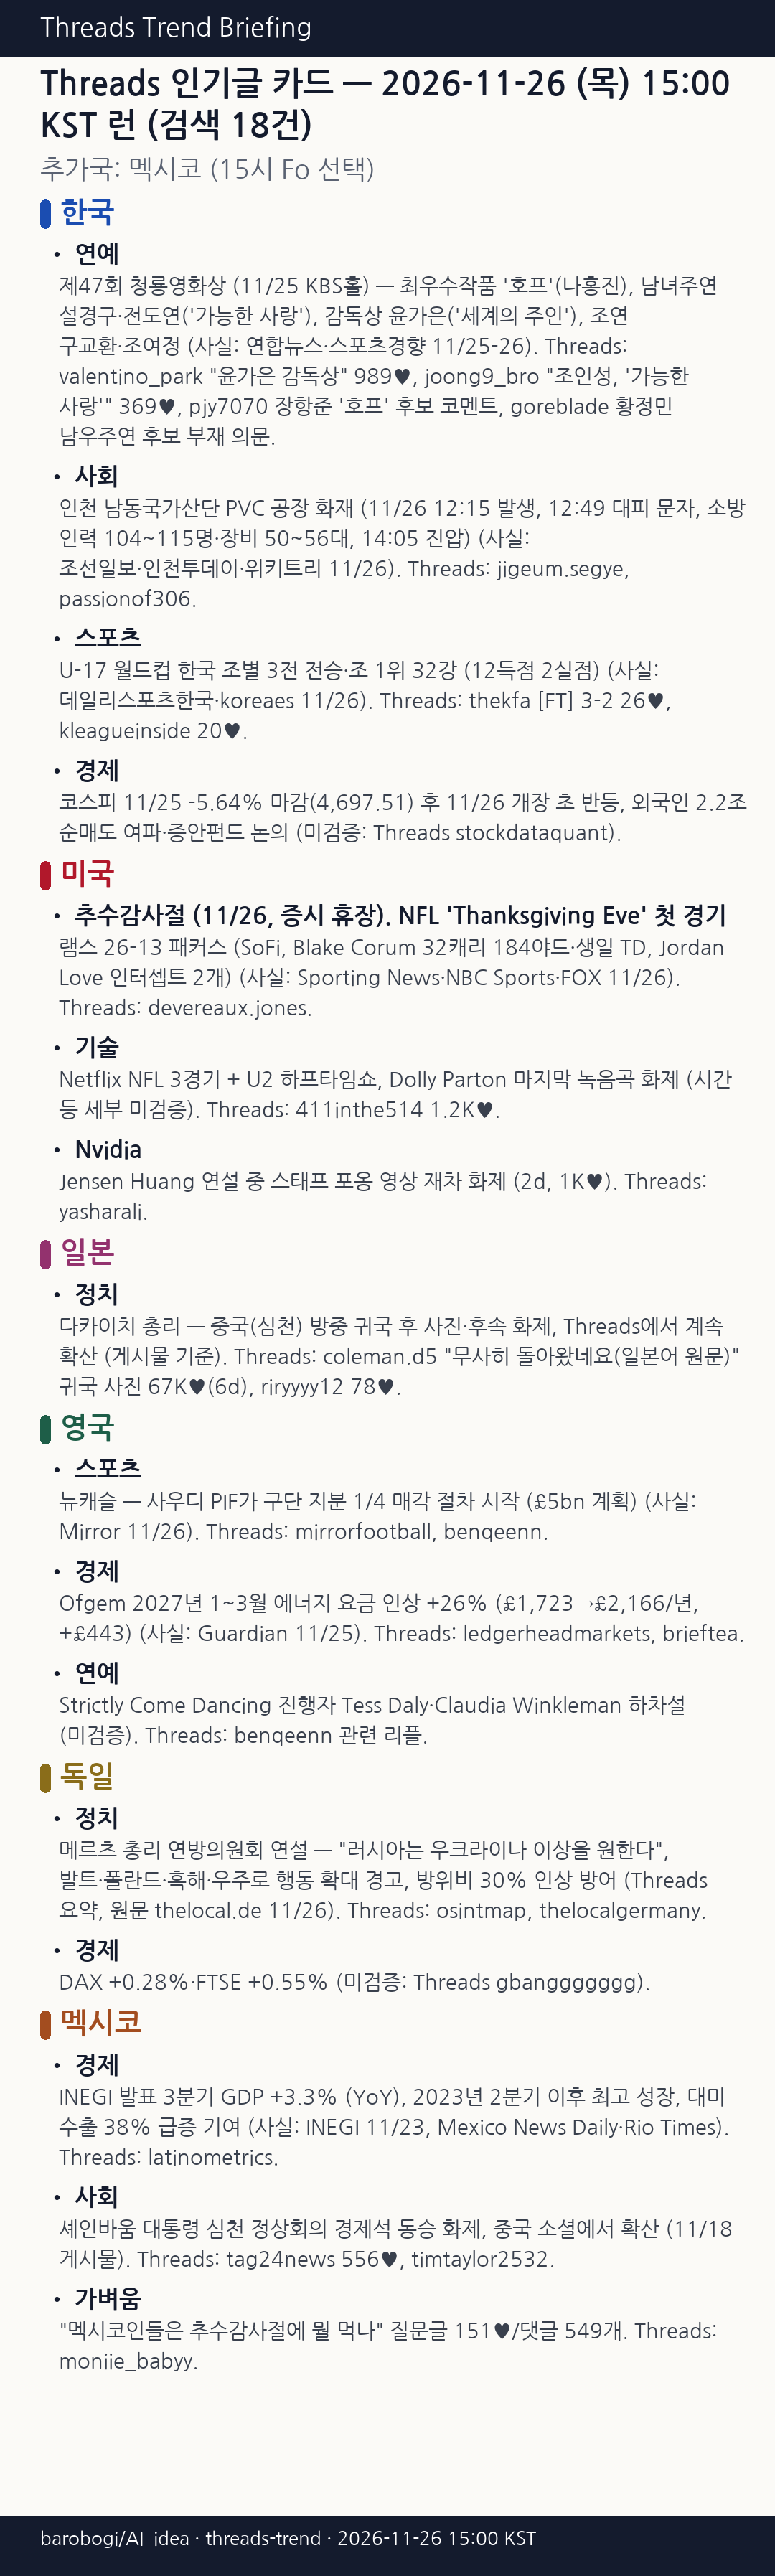 Threads Trend Briefing
Threads 인기글 카드 — 2026-11-26 (목) 15:00
KST 런 (검색 18건)
추가국: 멕시코 (15시 Fo 선택)
한국
• 연예
제47회 청룡영화상 (11/25 KBS홀) — 최우수작품 '호프'(나홍진), 남녀주연
설경구·전도연('가능한 사랑'), 감독상 윤가은('세계의 주인'), 조연
구교환·조여정 (사실: 연합뉴스·스포츠경향 11/25-26). Threads:
valentino_park "윤가은 감독상" 989♥, joong9_bro "조인성, '가능한
사랑'" 369♥, pjy7070 장항준 '호프' 후보 코멘트, goreblade 황정민
남우주연 후보 부재 의문.
• 사회
인천 남동국가산단 PVC 공장 화재 (11/26 12:15 발생, 12:49 대피 문자, 소방
인력 104~115명·장비 50~56대, 14:05 진압) (사실:
조선일보·인천투데이·위키트리 11/26). Threads: jigeum.segye,
passionof306.
• 스포츠
U-17 월드컵 한국 조별 3전 전승·조 1위 32강 (12득점 2실점) (사실:
데일리스포츠한국·koreaes 11/26). Threads: thekfa [FT] 3-2 26♥,
kleagueinside 20♥.
• 경제
코스피 11/25 -5.64% 마감(4,697.51) 후 11/26 개장 초 반등, 외국인 2.2조
순매도 여파·증안펀드 논의 (미검증: Threads stockdataquant).
미국
• 추수감사절 (11/26, 증시 휴장). NFL 'Thanksgiving Eve' 첫 경기
램스 26-13 패커스 (SoFi, Blake Corum 32캐리 184야드·생일 TD, Jordan
Love 인터셉트 2개) (사실: Sporting News·NBC Sports·FOX 11/26).
Threads: devereaux.jones.
• 기술
Netflix NFL 3경기 + U2 하프타임쇼, Dolly Parton 마지막 녹음곡 화제 (시간
등 세부 미검증). Threads: 411inthe514 1.2K♥.
• Nvidia
Jensen Huang 연설 중 스태프 포옹 영상 재차 화제 (2d, 1K♥). Threads:
yasharali.
일본
• 정치
다카이치 총리 — 중국(심천) 방중 귀국 후 사진·후속 화제, Threads에서 계속
확산 (게시물 기준). Threads: coleman.d5 "무사히 돌아왔네요(일본어 원문)"
귀국 사진 67K♥(6d), riryyyy12 78♥.
영국
• 스포츠
뉴캐슬 — 사우디 PIF가 구단 지분 1/4 매각 절차 시작 (£5bn 계획) (사실:
Mirror 11/26). Threads: mirrorfootball, benqeenn.
• 경제
Ofgem 2027년 1~3월 에너지 요금 인상 +26% (£1,723→£2,166/년,
+£443) (사실: Guardian 11/25). Threads: ledgerheadmarkets, brieftea.
• 연예
Strictly Come Dancing 진행자 Tess Daly·Claudia Winkleman 하차설
(미검증). Threads: benqeenn 관련 리플.
독일
• 정치
메르츠 총리 연방의원회 연설 — "러시아는 우크라이나 이상을 원한다",
발트·폴란드·흑해·우주로 행동 확대 경고, 방위비 30% 인상 방어 (Threads
요약, 원문 thelocal.de 11/26). Threads: osintmap, thelocalgermany.
• 경제
DAX +0.28%·FTSE +0.55% (미검증: Threads gbanggggggg).
멕시코
• 경제
INEGI 발표 3분기 GDP +3.3% (YoY), 2023년 2분기 이후 최고 성장, 대미
수출 38% 급증 기여 (사실: INEGI 11/23, Mexico News Daily·Rio Times).
Threads: latinometrics.
• 사회
셰인바움 대통령 심천 정상회의 경제석 동승 화제, 중국 소셜에서 확산 (11/18
게시물). Threads: tag24news 556♥, timtaylor2532.
• 가벼움
"멕시코인들은 추수감사절에 뭘 먹나" 질문글 151♥/댓글 549개. Threads:
moniie_babyy.
barobogi/AI_idea · threads-trend · 2026-11-26 15:00 KST